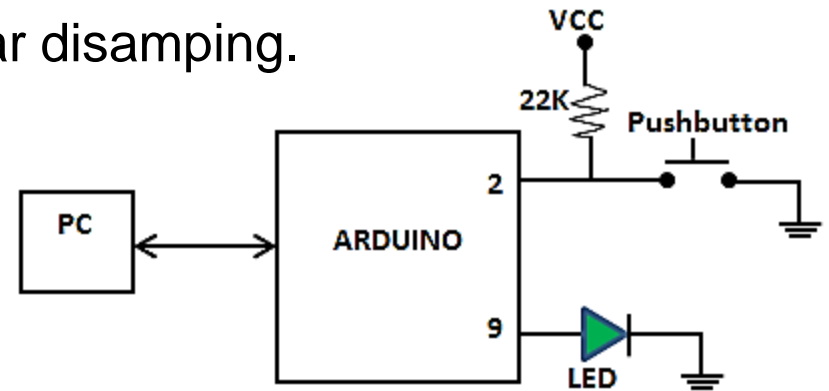 ar disamping.
VCC
22K
Pushbutton
2
PC
ARDUINO
9
LED